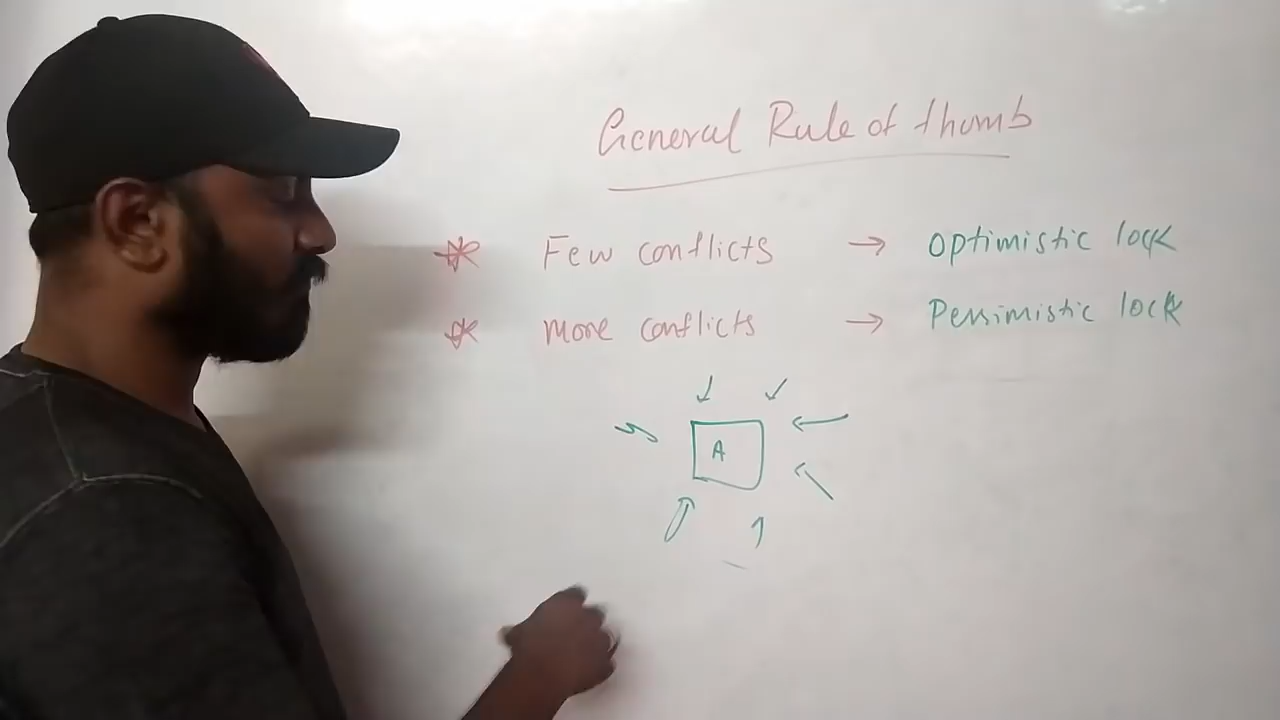 General Rule of thumb
Few conflicts → Optimistic lock
More conflicts → Pessimistic lock
A